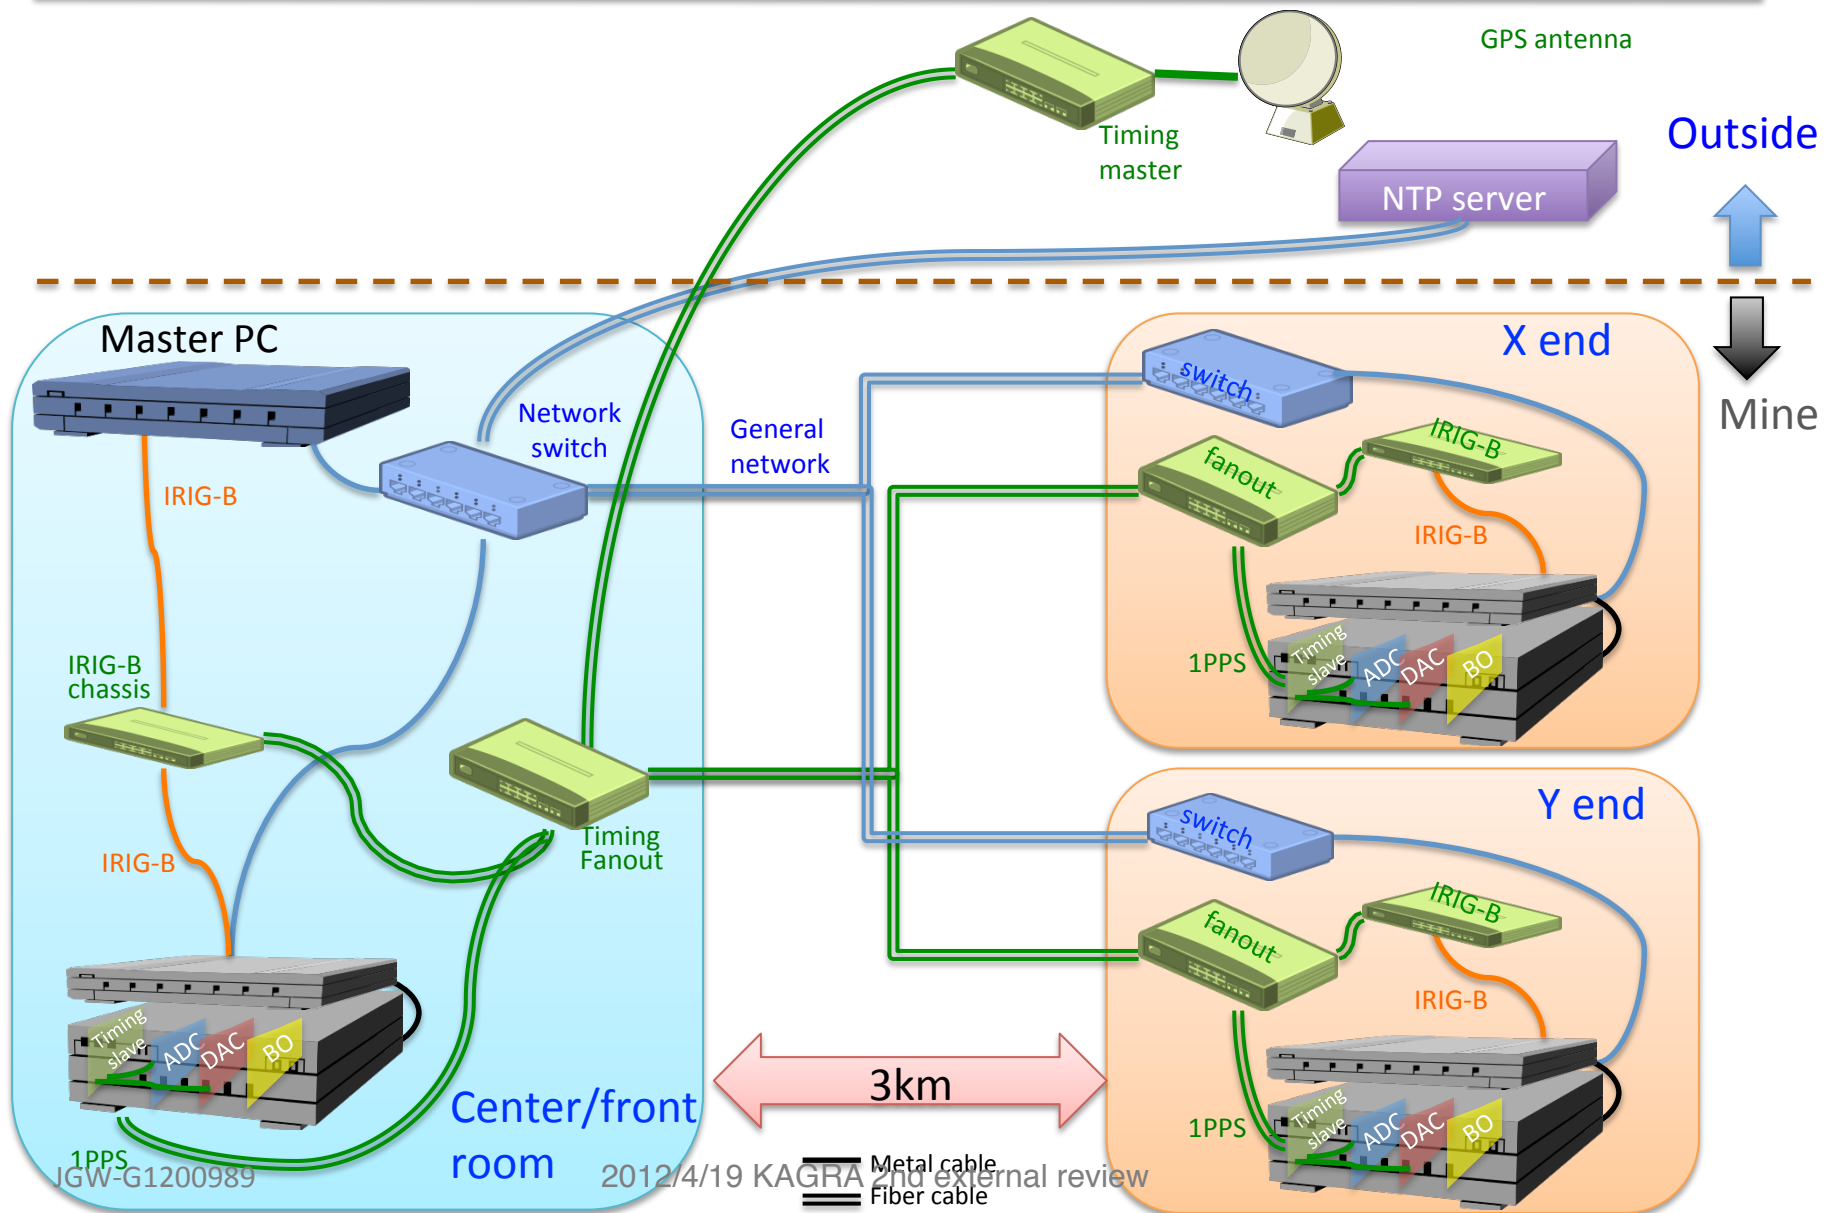 GPS antenna
Timing
master
Outside
NTP server
Master PC
Network
switch
General
network
IRIG-B
IRIG-B
chassis
IRIG-B
Timing
Fanout
Timing
slave
ADC
DAC
BO
1PPS
Center/front
room
X end
switch
fanout
IRIG-B
IRIG-B
1PPS
Timing
slave
ADC
DAC
BO
Mine
Y end
switch
fanout
IRIG-B
IRIG-B
1PPS
Timing
slave
ADC
DAC
BO
3km
Metal cable
Fiber cable
JGW-G1200989
2012/4/19 KAGRA 2nd external review